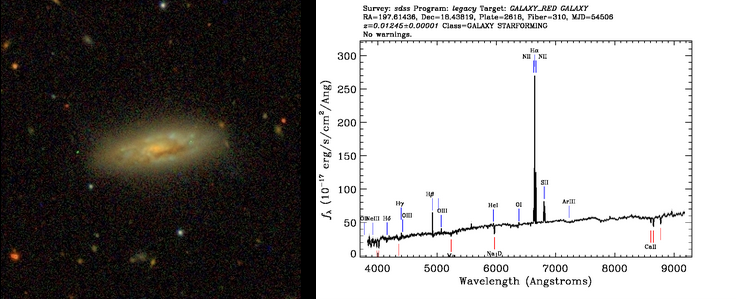 Survey: sdss Program: legacy Target: GALAXY_RED GALAXY
RA=197.61436, Dec=18.43819, Plate=2618, Fiber=310, MJD=54506
z=0.01245±0.00001 Class=GALAXY STARFORMING
No warnings.
Hα
NII NII
300
250
200
150
100
50
0
f_λ (10⁻¹⁷ erg/s/cm²/Ang)
Hβ
SII
Hγ
HeI
OI
ArIII
OIII
OIII
NeIII
Hδ
Na D
CaII
4000 5000 6000 7000 8000 9000
Wavelength (Angstroms)